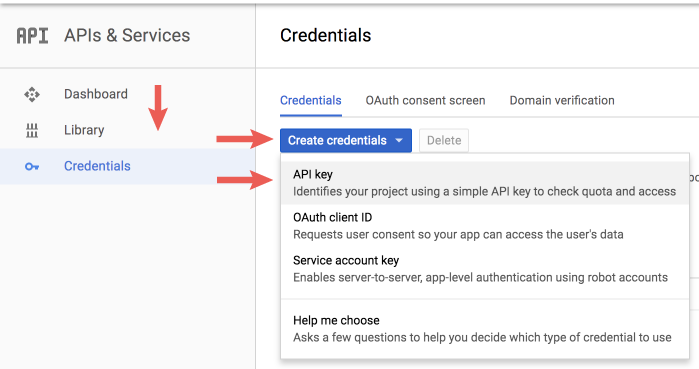 API APIs & Services
Credentials
Dashboard
Library
Credentials
Credentials OAuth consent screen Domain verification
Create credentials Delete
API key
Identifies your project using a simple API key to check quota and access
OAuth client ID
Requests user consent so your app can access the user's data
Service account key
Enables server-to-server, app-level authentication using robot accounts
Help me choose
Asks a few questions to help you decide which type of credential to use